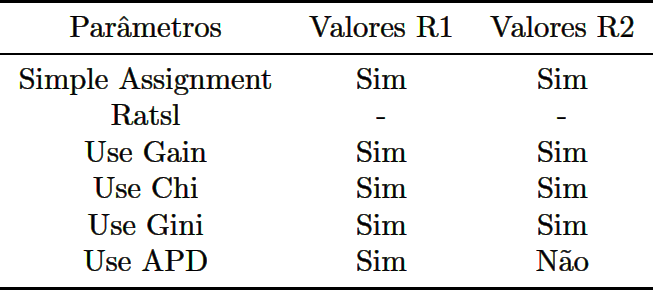 Parâmetros Valores R1 Valores R2
Simple Assignment Sim Sim
Ratsl - -
Use Gain Sim Sim
Use Chi Sim Sim
Use Gini Sim Sim
Use APD Sim Não